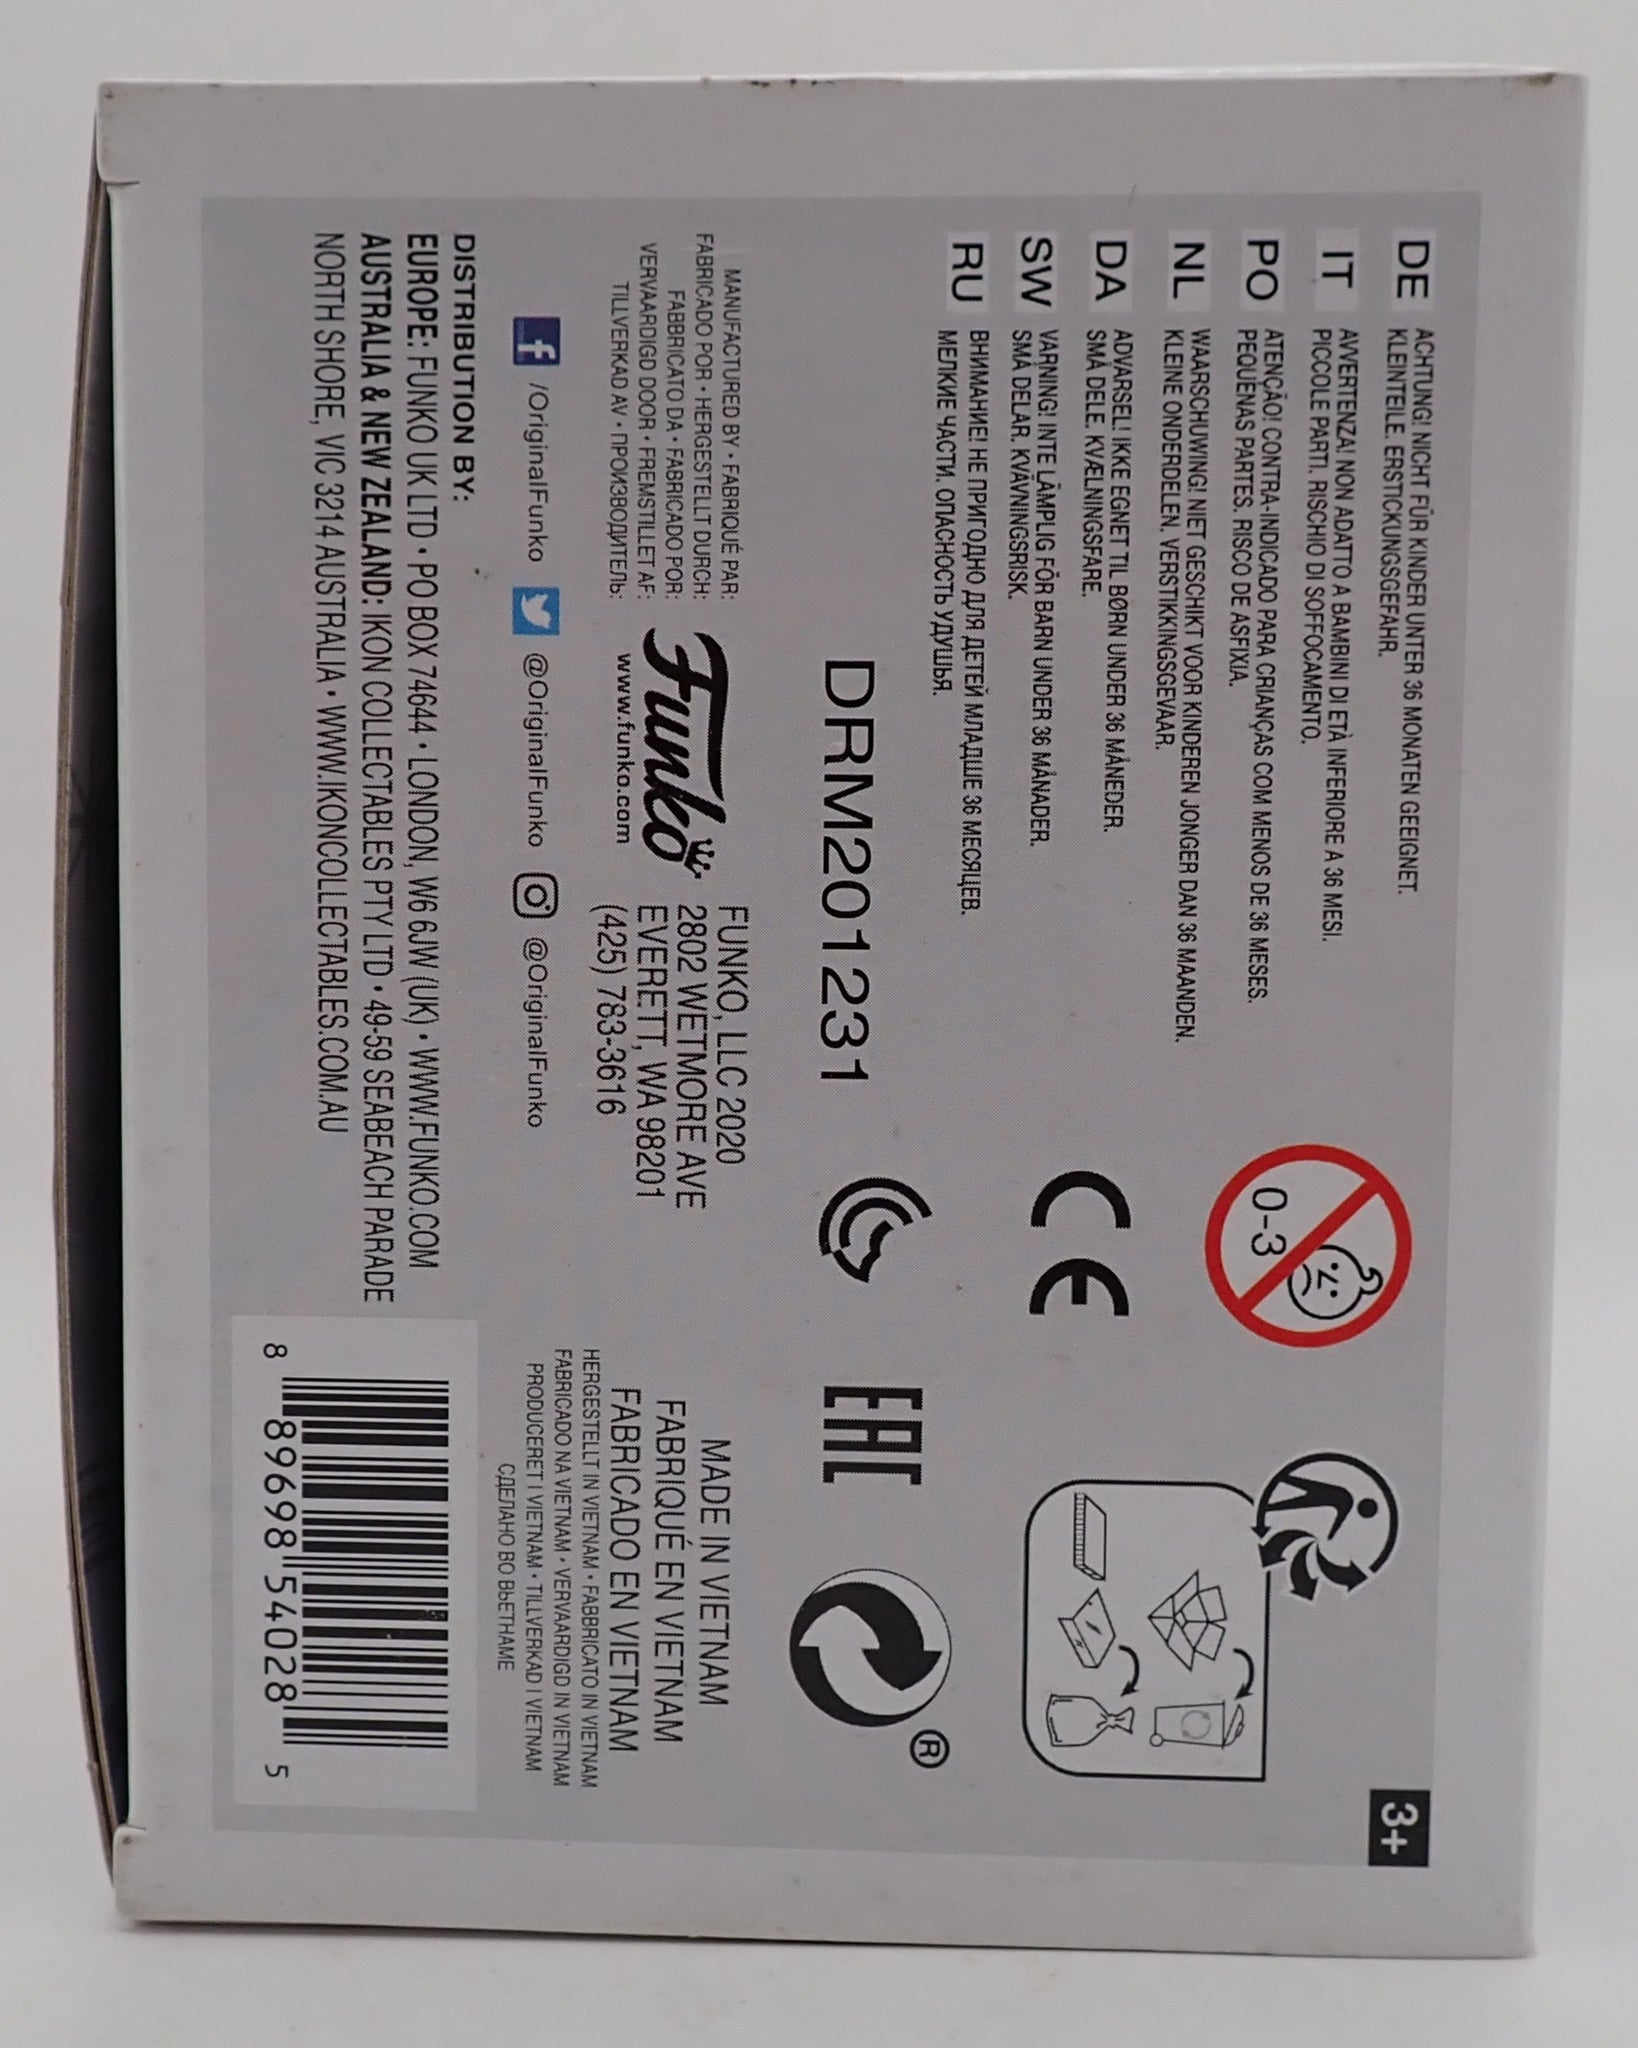 DE ACHTUNG! NICHT FÜR KINDER UNTER 36 MONATEN GEEIGNET.
KLEINTEILE. ERSTICKUNGSGEFAHR.
IT AVVERTENZA! NON ADATTO A BAMBINI DI ETÀ INFERIORE A 36 MESI.
PICCOLE PARTI. RISCHIO DI SOFFOCAMENTO.
PO ATENÇÃO! CONTRA-INDICADO PARA CRIANÇAS COM MENOS DE 36 MESES.
PEQUENAS PARTES. RISCO DE ASFIXIA.
NL WAARSCHUWING! NIET GESCHIKT VOOR KINDEREN JONGER DAN 36 MAANDEN.
KLEINE ONDERDELEN. VERSTIKKINGSGEVAAR.
DA ADVARSEL! IKKE EGNET TIL BØRN UNDER 36 MÅNEDER.
SMÅ DELE. KVÆLNINGSFARE.
SW VARNING! INTE LÄMPLIG FÖR BARN UNDER 36 MÅNADER.
SMÅ DELAR. KVÄVNINGSRISK.
RU ВНИМАНИЕ! НЕ ПРИГОДНО ДЛЯ ДЕТЕЙ МЛАДШЕ 36 МЕСЯЦЕВ.
МЕЛКИЕ ЧАСТИ. ОПАСНОСТЬ УДУШЬЯ.
0-3
3+
CE
DRM201231
EAC
®
MANUFACTURED BY • FABRIQUÉ PAR:
FABRICADO POR • HERGESTELLT DURCH:
FABBRICATO DA • FABRICADO POR:
VERVAARDIGD DOOR • FREMSTILLET AF:
TILLVERKAD AV • ПРОИЗВОДИТЕЛЬ:
Funko
www.funko.com
FUNKO, LLC 2020
2802 WETMORE AVE
EVERETT, WA 98201
(425) 783-3616
MADE IN VIETNAM
FABRIQUÉ EN VIETNAM
FABRICADO EN VIETNAM
HERGESTELLT IN VIETNAM • FABBRICATO IN VIETNAM
FABRICADO NA VIETNAM • VERVAARDIGD IN VIETNAM
PRODUCERET I VIETNAM • TILLVERKAD I VIETNAM
СДЕЛАНО ВО ВЬЕТНАМЕ
f /OriginalFunko @OriginalFunko @OriginalFunko
DISTRIBUTION BY:
EUROPE: FUNKO UK LTD • PO BOX 74644 • LONDON, W6 6JW (UK) • WWW.FUNKO.COM
AUSTRALIA & NEW ZEALAND: IKON COLLECTABLES PTY LTD • 49-59 SEABEACH PARADE
NORTH SHORE, VIC 3214 AUSTRALIA • WWW.IKONCOLLECTABLES.COM.AU
8 89698 54028 5